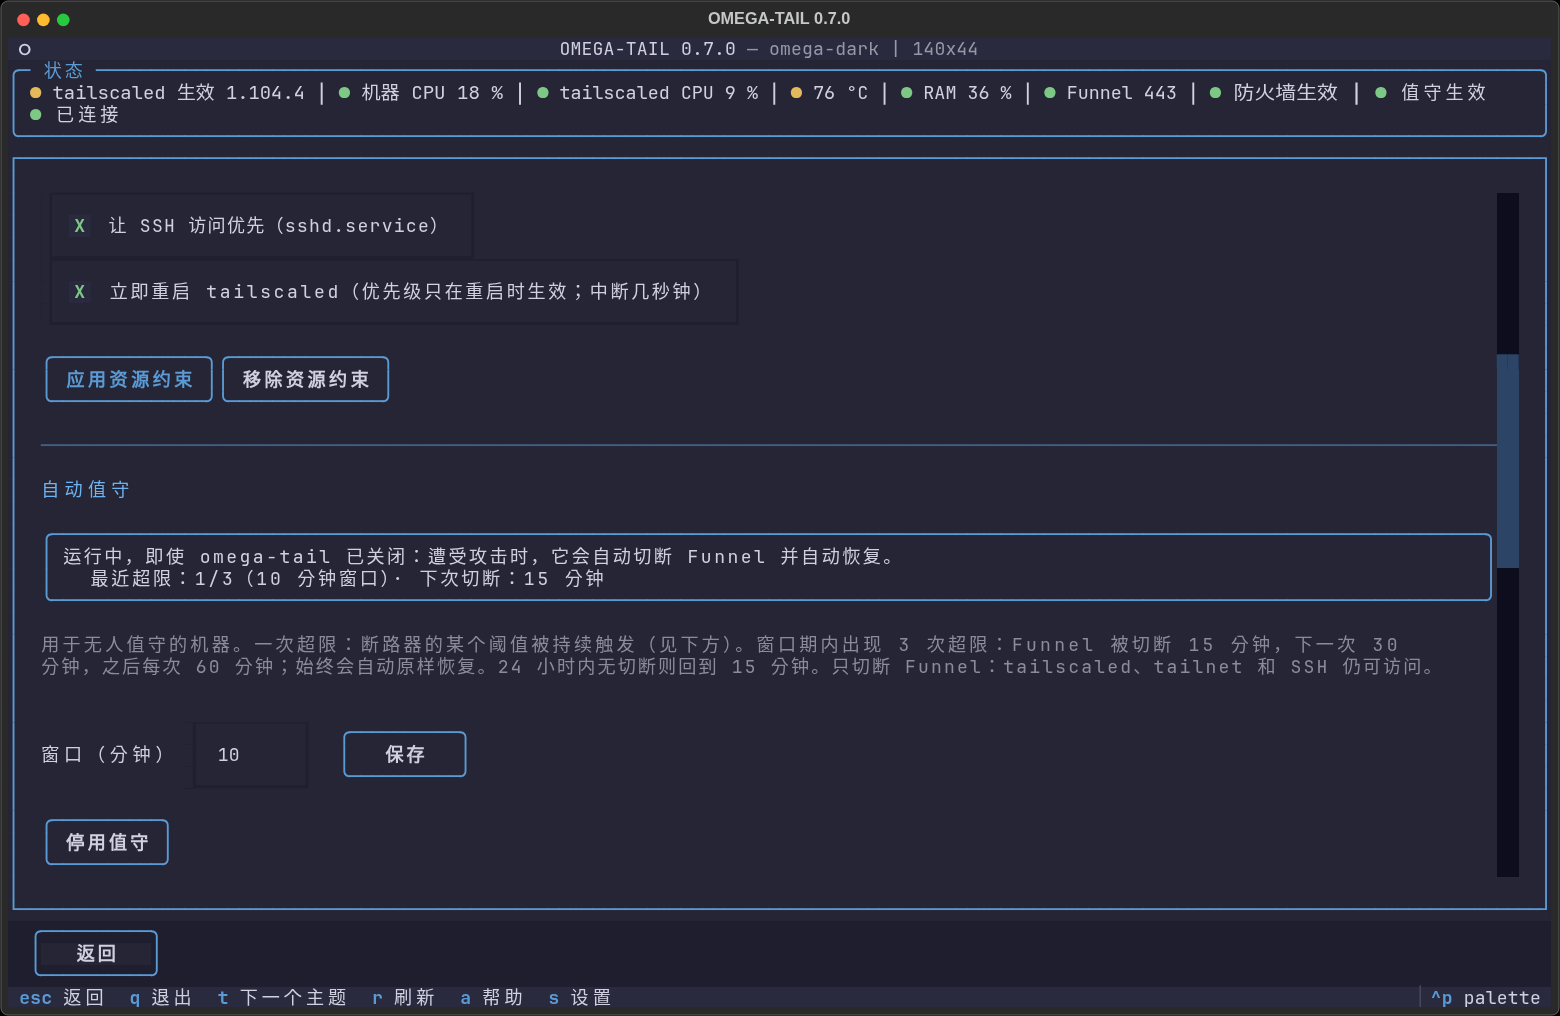 OMEGA-TAIL 0.7.0
OMEGA-TAIL 0.7.0 — omega-dark | 140x44
状态
tailscaled 生效 1.104.4 | 机器 CPU 18 % | tailscaled CPU 9 % | 76 °C | RAM 36 % | Funnel 443 | 防火墙生效 | 值守生效
已连接
X 让 SSH 访问优先（sshd.service）
X 立即重启 tailscaled（优先级只在重启时生效；中断几秒钟）
应用资源约束 移除资源约束
自动值守
运行中，即使 omega-tail 已关闭：遭受攻击时，它会自动切断 Funnel 并自动恢复。
最近超限：1/3（10 分钟窗口）· 下次切断：15 分钟
用于无人值守的机器。一次超限：断路器的某个阈值被持续触发（见下方）。窗口期内出现 3 次超限：Funnel 被切断 15 分钟，下一次 30
分钟，之后每次 60 分钟；始终会自动原样恢复。24 小时内无切断则回到 15 分钟。只切断 Funnel：tailscaled、tailnet 和 SSH 仍可访问。
窗口（分钟） 10 保存
停用值守
返回
esc 返回 q 退出 t 下一个主题 r 刷新 a 帮助 s 设置 ^p palette